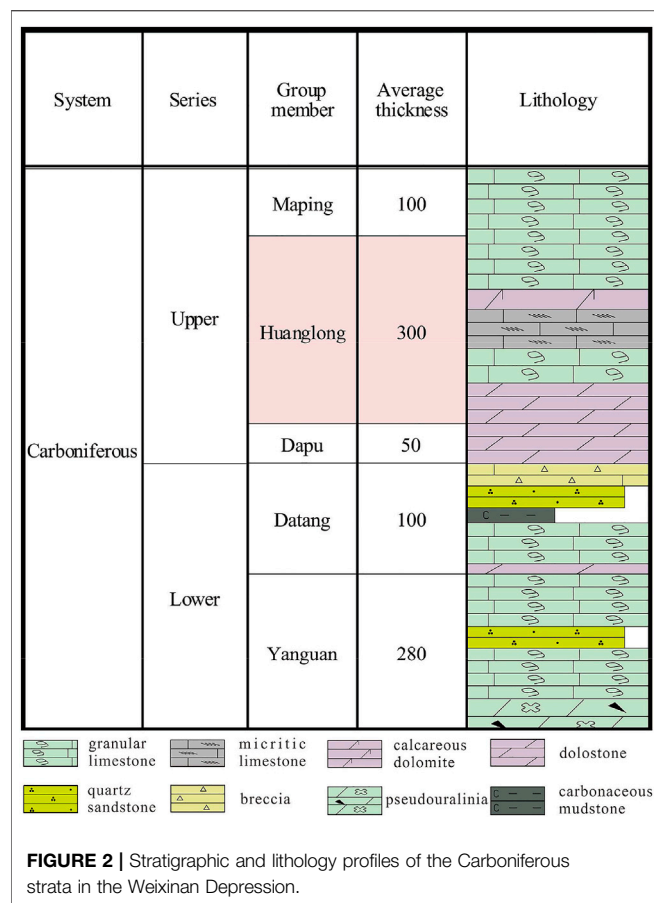 System
Series
Group
member
Average
thickness
Lithology
Carboniferous
Upper
Maping
100
Huanglong
300
Dapu
50
Lower
Datang
100
Yanguan
280
granular
limestone
micritic
limestone
calcareous
dolomite
dolostone
quartz
sandstone
breccia
pseudouralinia
carbonaceous
mudstone
FIGURE 2 | Stratigraphic and lithology profiles of the Carboniferous
strata in the Weixinan Depression.